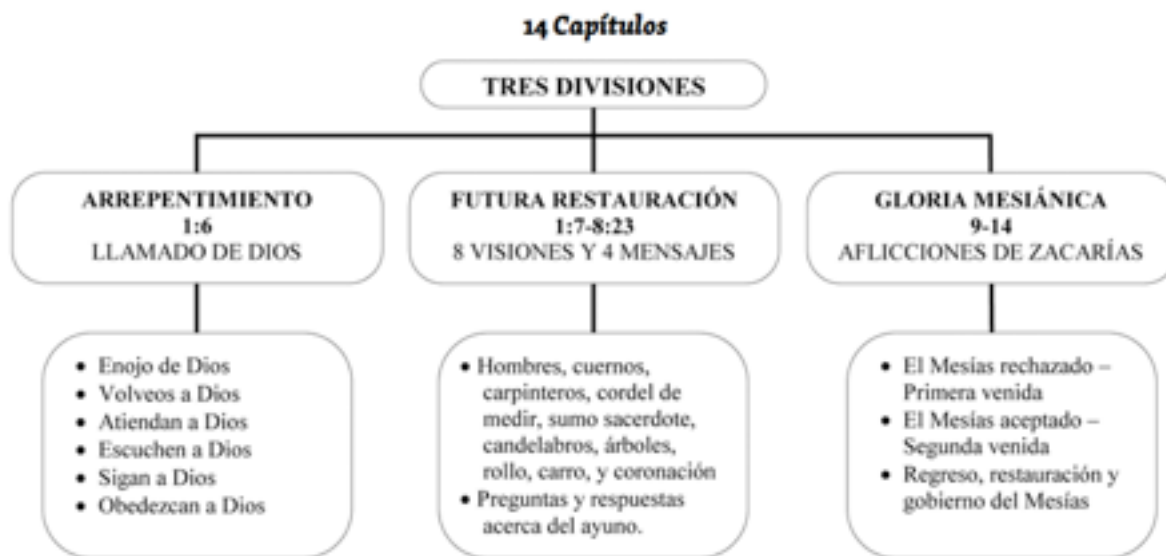 14 Capítulos
TRES DIVISIONES
ARREPENTIMIENTO
1:6
LLAMADO DE DIOS
FUTURA RESTAURACIÓN
1:7-8:23
8 VISIONES Y 4 MENSAJES
GLORIA MESIÁNICA
9-14
AFLICCIONES DE ZACARÍAS
• Enojo de Dios
• Volveos a Dios
• Atiendan a Dios
• Escuchen a Dios
• Sigan a Dios
• Obedezcan a Dios
• Hombres, cuernos,
carpinteros, cordel de
medir, sumo sacerdote,
candelabros, árboles,
rollo, carro, y coronación
• Preguntas y respuestas
acerca del ayuno.
• El Mesías rechazado –
Primera venida
• El Mesías aceptado –
Segunda venida
• Regreso, restauración y
gobierno del Mesías